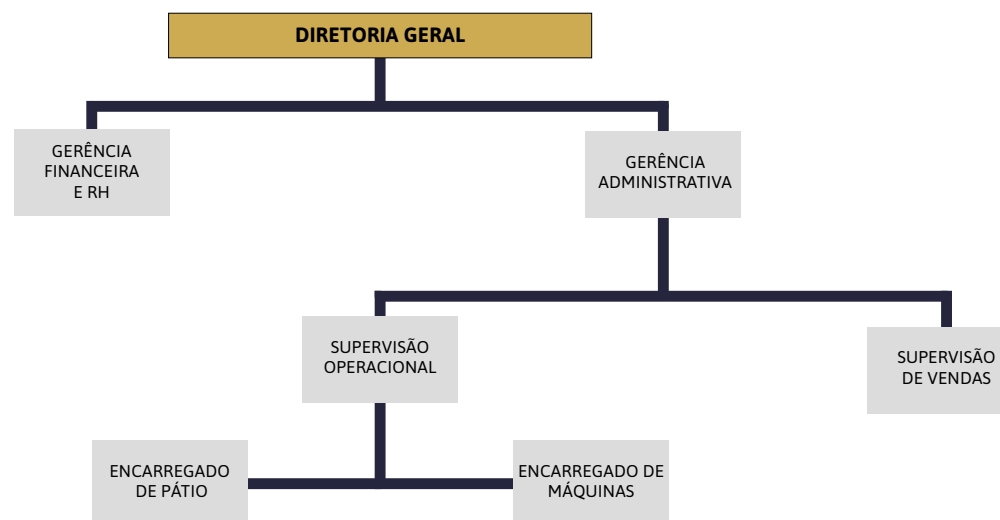 DIRETORIA GERAL
GERÊNCIA
FINANCEIRA
E RH
GERÊNCIA
ADMINISTRATIVA
SUPERVISÃO
OPERACIONAL
SUPERVISÃO
DE VENDAS
ENCARREGADO
DE PÁTIO
ENCARREGADO DE
MÁQUINAS